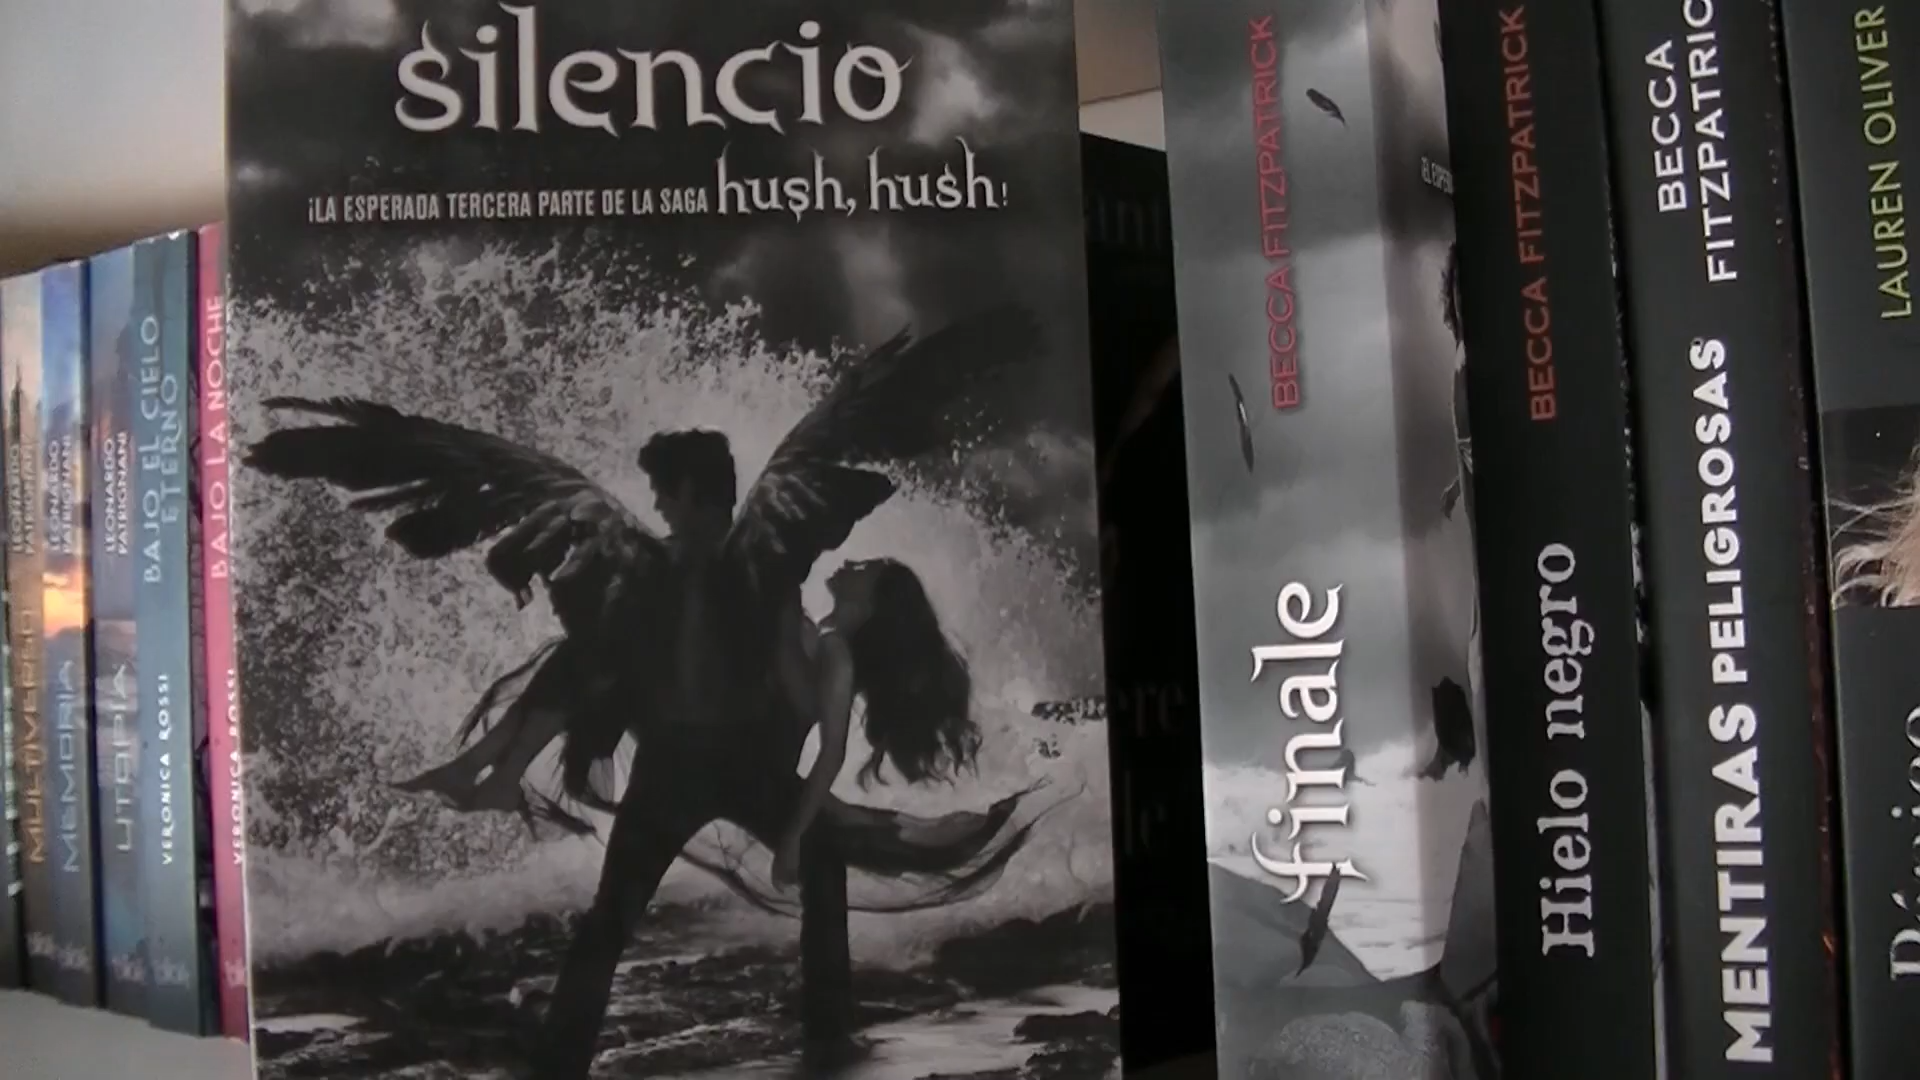 silencio
¡LA ESPERADA TERCERA PARTE DE LA SAGA hush, hush!
LEONARDO PATRIGNANI
MULTIVERSO
LEONARDO PATRIGNANI
MEMORIA
LEONARDO PATRIGNANI
UTOPIA
BAJO EL CIELO ETERNO
VERONICA ROSSI
BAJO LA NOCHE
VERONICA ROSSI
BECCA FITZPATRICK
finale
BECCA FITZPATRICK
Hielo negro
BECCA
FITZPATRIC
MENTIRAS PELIGROSAS
LAUREN OLIVER